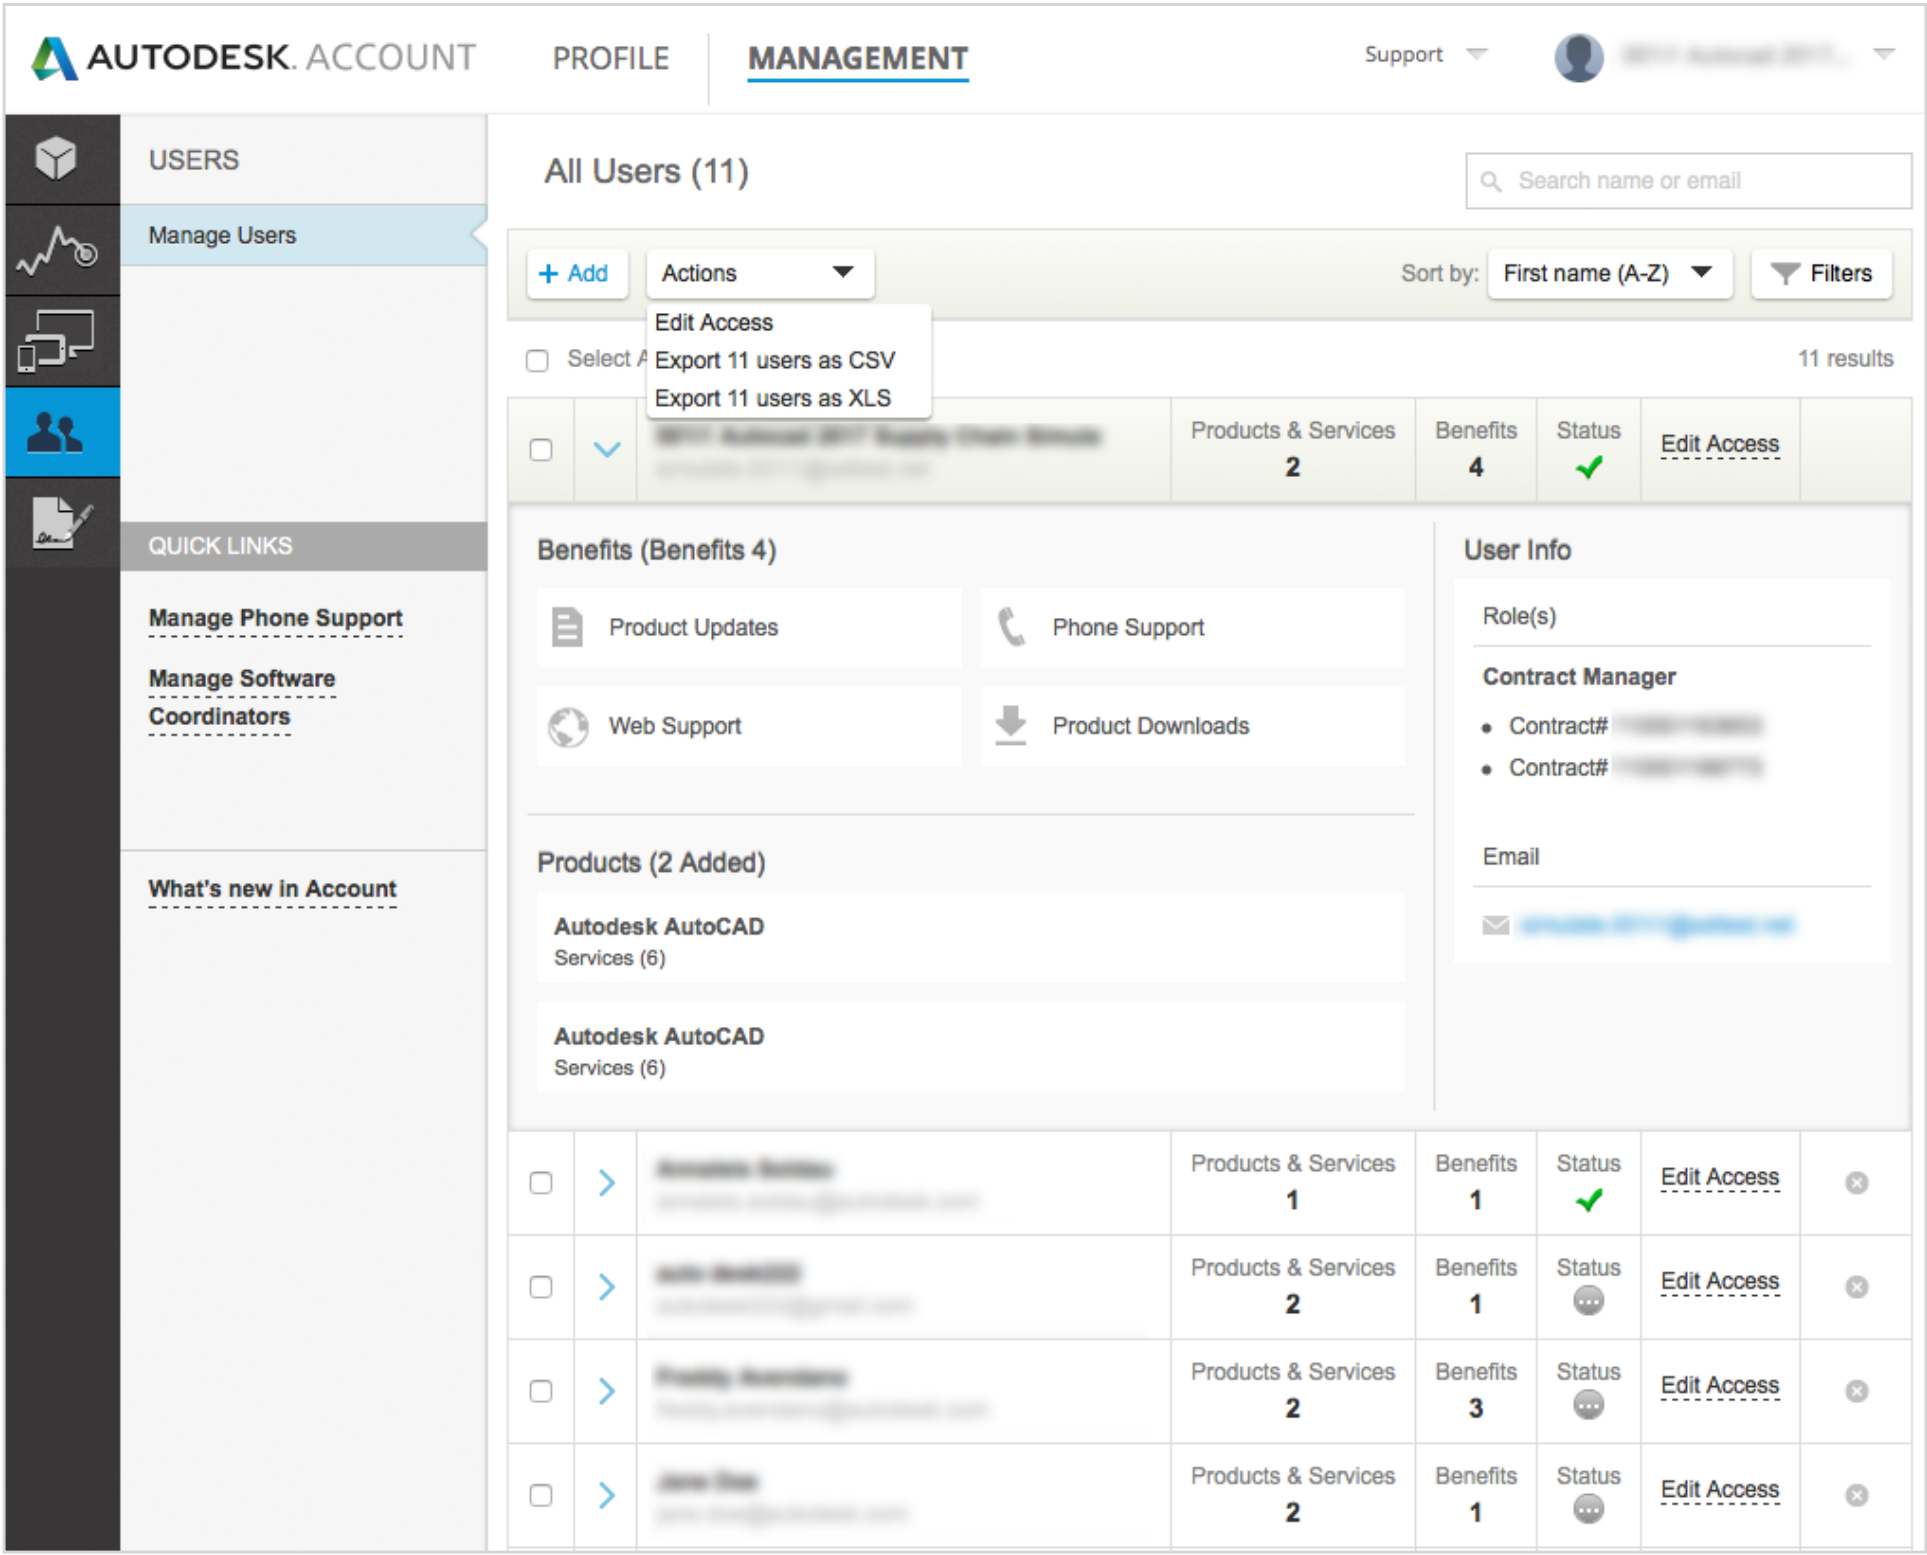 AUTODESK. ACCOUNT
PROFILE
MANAGEMENT
Support
USERS
Manage Users
QUICK LINKS
Manage Phone Support
Manage Software
Coordinators
What's new in Account
All Users (11)
Search name or email
+ Add
Actions
Sort by:
First name (A-Z)
Filters
Edit Access
Export 11 users as CSV
Export 11 users as XLS
Select
11 results
Products & Services
2
Benefits
4
Status
Edit Access
Benefits (Benefits 4)
Product Updates
Phone Support
Web Support
Product Downloads
Products (2 Added)
Autodesk AutoCAD
Services (6)
Autodesk AutoCAD
Services (6)
User Info
Role(s)
Contract Manager
• Contract#
• Contract#
Email
Products & Services
1
Benefits
1
Status
Edit Access
Products & Services
2
Benefits
1
Status
Edit Access
Products & Services
2
Benefits
3
Status
Edit Access
Products & Services
2
Benefits
1
Status
Edit Access